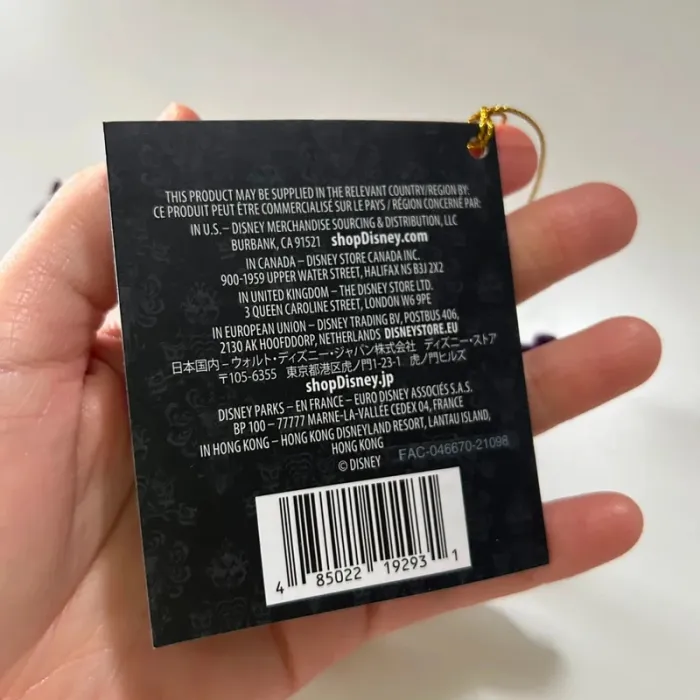 THIS PRODUCT MAY BE SUPPLIED IN THE RELEVANT COUNTRY/REGION BY:
CE PRODUIT PEUT ÊTRE COMMERCIALISÉ SUR LE PAYS / RÉGION CONCERNÉ PAR:
IN U.S. – DISNEY MERCHANDISE SOURCING & DISTRIBUTION, LLC
BURBANK, CA 91521 shopDisney.com
IN CANADA – DISNEY STORE CANADA INC.
900-1959 UPPER WATER STREET, HALIFAX NS B3J 2X2
IN UNITED KINGDOM – THE DISNEY STORE LTD.
3 QUEEN CAROLINE STREET, LONDON W6 9PE
IN EUROPEAN UNION – DISNEY TRADING BV, POSTBUS 406,
2130 AK HOOFDDORP, NETHERLANDS DISNEYSTORE.EU
日本国内 – ウォルト・ディズニー・ジャパン株式会社 ディズニーストア
〒105-6355 東京都港区虎ノ門1-23-1 虎ノ門ヒルズ
shopDisney.jp
DISNEY PARKS – EN FRANCE – EURO DISNEY ASSOCIÉS S.A.S.
BP 100 – 77777 MARNE-LA-VALLÉE CEDEX 04, FRANCE
IN HONG KONG – HONG KONG DISNEYLAND RESORT, LANTAU ISLAND,
HONG KONG
© DISNEY FAC-046670-21098
4 85022 19293 1